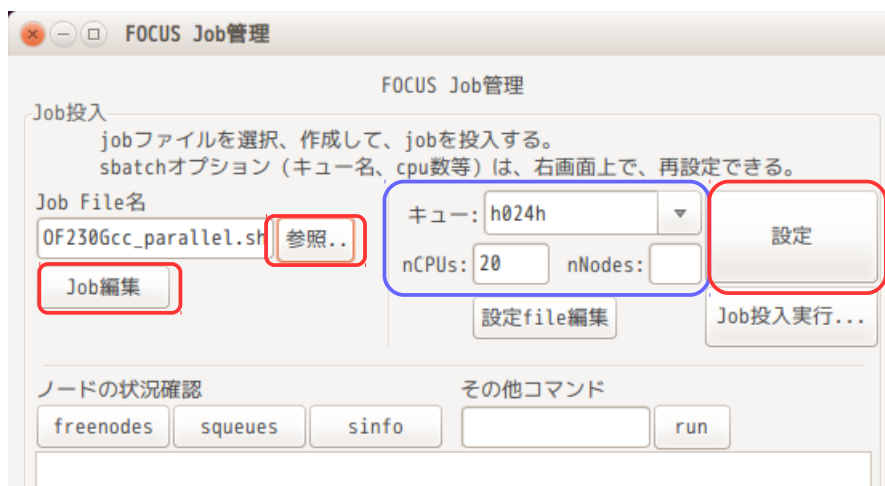 FOCUS Job管理
FOCUS Job管理
Job投入
jobファイルを選択、作成して、jobを投入する。
sbatchオプション（キュー名、cpu数等）は、右画面上で、再設定できる。
Job File名
OF230Gcc_parallel.sh
参照..
Job編集
キュー:
h024h
nCPUs:
20
nNodes:
設定
設定file編集
Job投入実行...
ノードの状況確認
freenodes
squeues
sinfo
その他コマンド
run